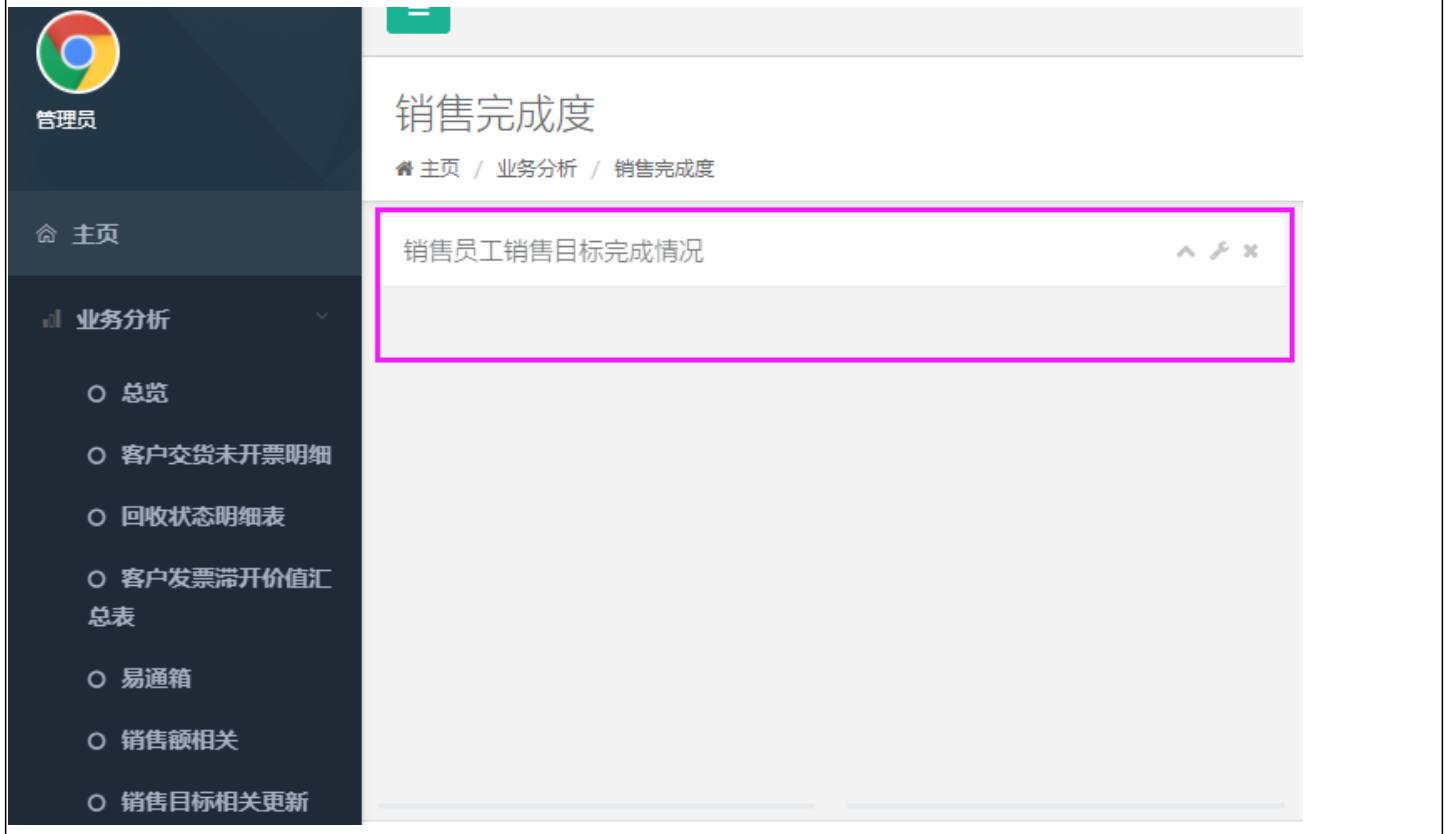 管理员
销售完成度
主页 / 业务分析 / 销售完成度
主页
销售员工销售目标完成情况
业务分析
总览
客户交货未开票明细
回收状态明细表
客户发票滞开价值汇
总表
易通箱
销售额相关
销售目标相关更新